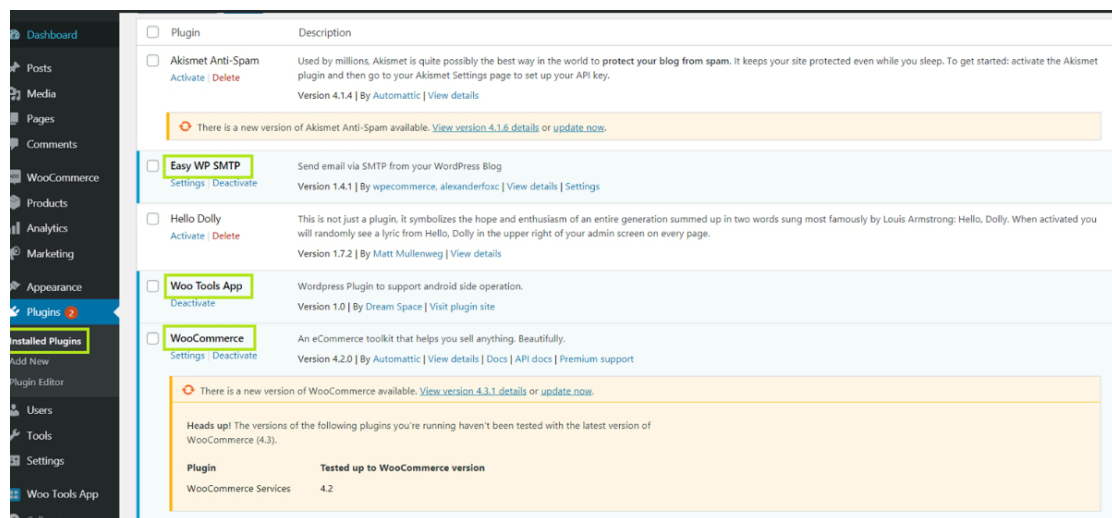 Dashboard
Posts
Media
Pages
Comments
WooCommerce
Products
Analytics
Marketing
Appearance
Plugins 2
Installed Plugins
Add New
Plugin Editor
Users
Tools
Settings
Woo Tools App
Plugin Description
Akismet Anti-Spam
Activate | Delete
Used by millions, Akismet is quite possibly the best way in the world to protect your blog from spam. It keeps your site protected even while you sleep. To get started: activate the Akismet
plugin and then go to your Akismet Settings page to set up your API key.
Version 4.1.4 | By Automattic | View details
There is a new version of Akismet Anti-Spam available. View version 4.1.6 details or update now.
Easy WP SMTP
Settings | Deactivate
Send email via SMTP from your WordPress Blog
Version 1.4.1 | By wpecommerce, alexanderfoxc | View details | Settings
Hello Dolly
Activate | Delete
This is not just a plugin, it symbolizes the hope and enthusiasm of an entire generation summed up in two words sung most famously by Louis Armstrong: Hello, Dolly. When activated you
will randomly see a lyric from Hello, Dolly in the upper right of your admin screen on every page.
Version 1.7.2 | By Matt Mullenweg | View details
Woo Tools App
Deactivate
Wordpress Plugin to support android side operation.
Version 1.0 | By Dream Space | Visit plugin site
WooCommerce
Settings | Deactivate
An eCommerce toolkit that helps you sell anything. Beautifully.
Version 4.2.0 | By Automattic | View details | Docs | API docs | Premium support
There is a new version of WooCommerce available. View version 4.3.1 details or update now.
Heads up! The versions of the following plugins you're running haven't been tested with the latest version of
WooCommerce (4.3).
Plugin Tested up to WooCommerce version
WooCommerce Services 4.2